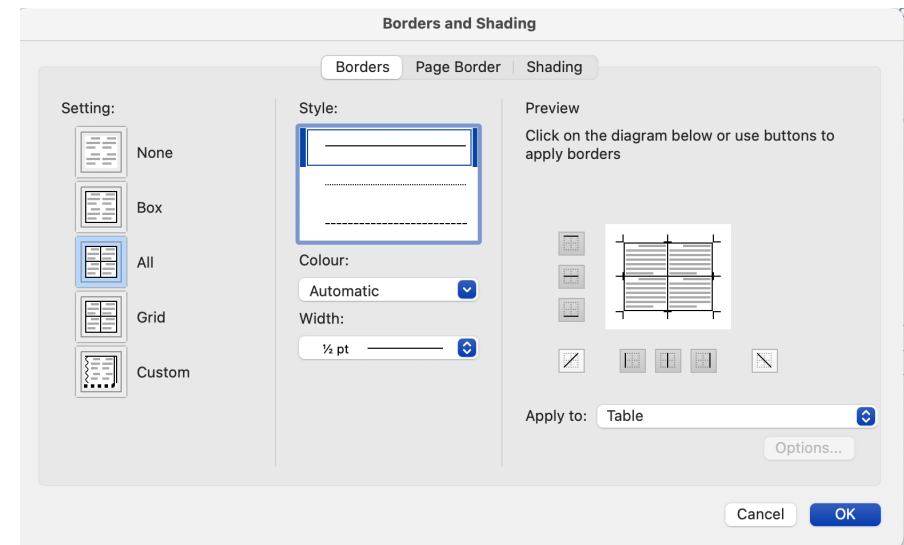 Borders and Shading
Borders
Page Border
Shading
Setting:
None
Box
All
Grid
Custom
Style:
Colour:
Automatic
Width:
½ pt
Preview
Click on the diagram below or use buttons to
apply borders
Apply to:
Table
Options...
Cancel
OK